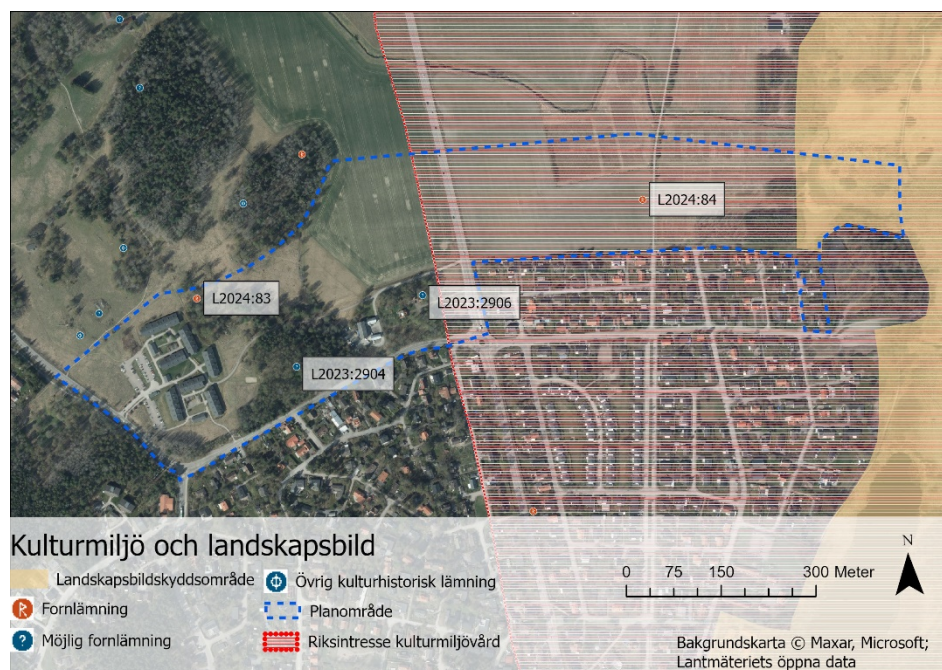 L2024:84
L2024:83
L2023:2906
L2023:2904
Kulturmiljö och landskapsbild
Landskapsbildskyddsområde
Fornlämning
Möjlig fornlämning
Övrig kulturhistorisk lämning
Planområde
Riksintresse kulturmiljövård
0 75 150 300 Meter
N
Bakgrundskarta © Maxar, Microsoft;
Lantmäteriets öppna data